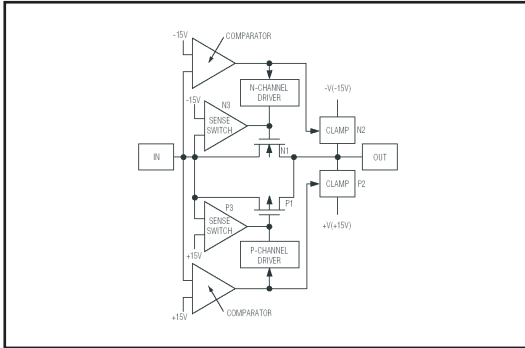 -15V
COMPARATOR
N-CHANNEL
DRIVER
-V(-15V)
-15V
N3
SENSE
SWITCH
CLAMP
N2
N1
IN
OUT
CLAMP
P2
P1
P3
SENSE
SWITCH
+V(+15V)
+15V
P-CHANNEL
DRIVER
+15V
COMPARATOR